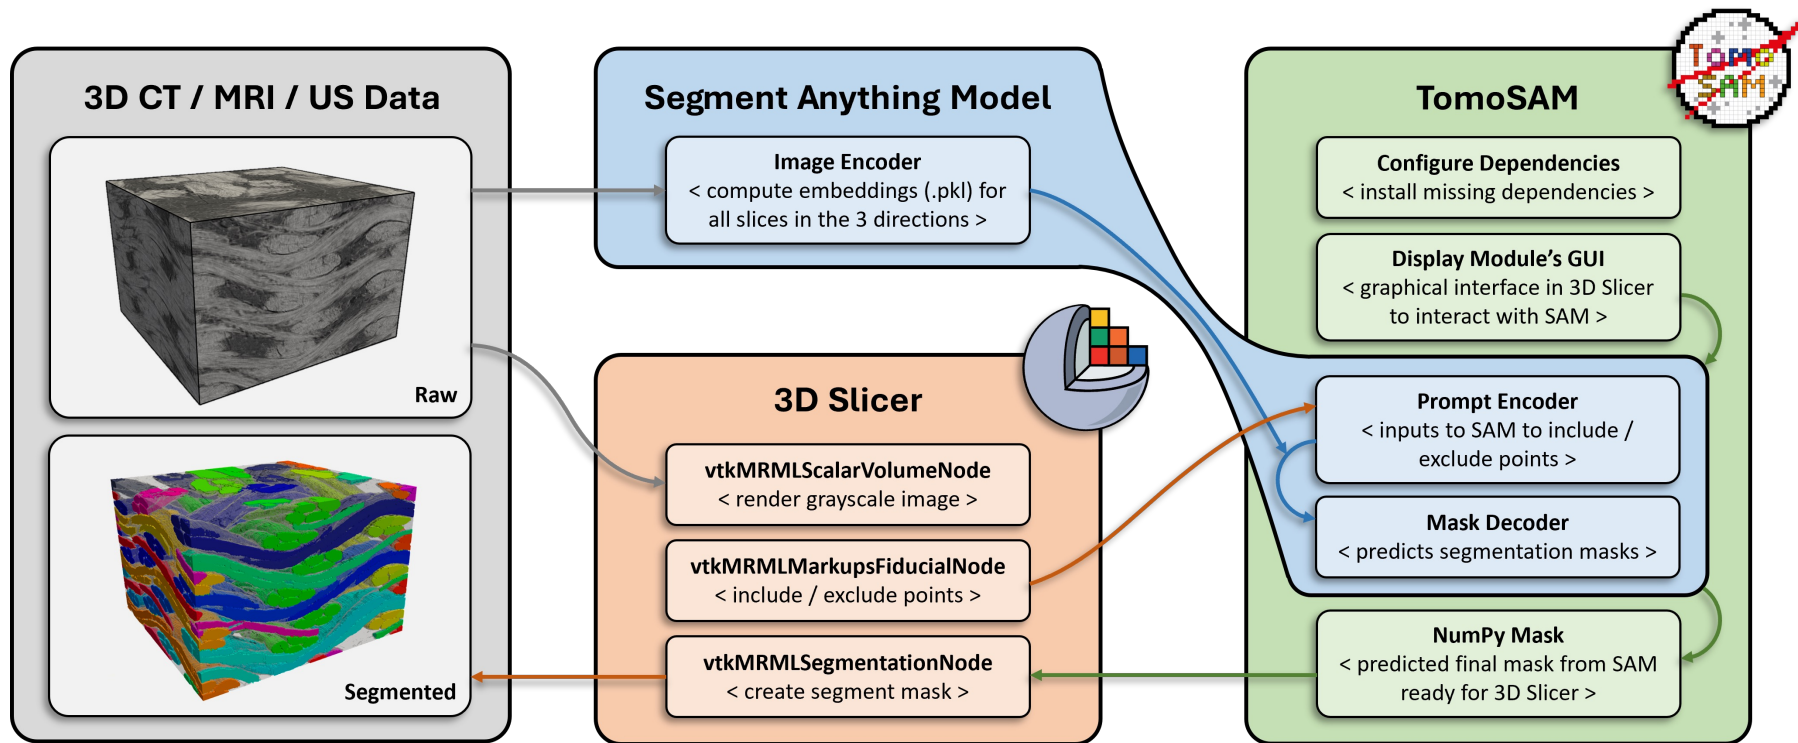 3D CT / MRI / US Data
Raw
Segmented
Segment Anything Model
Image Encoder
< compute embeddings (.pkl) for
all slices in the 3 directions >
3D Slicer
vtkMRMLScalarVolumeNode
< render grayscale image >
vtkMRMLMarkupsFiducialNode
< include / exclude points >
vtkMRMLSegmentationNode
< create segment mask >
TomoSAM
Tomo
SAM
Configure Dependencies
< install missing dependencies >
Display Module’s GUI
< graphical interface in 3D Slicer
to interact with SAM >
Prompt Encoder
< inputs to SAM to include /
exclude points >
Mask Decoder
< predicts segmentation masks >
NumPy Mask
< predicted final mask from SAM
ready for 3D Slicer >